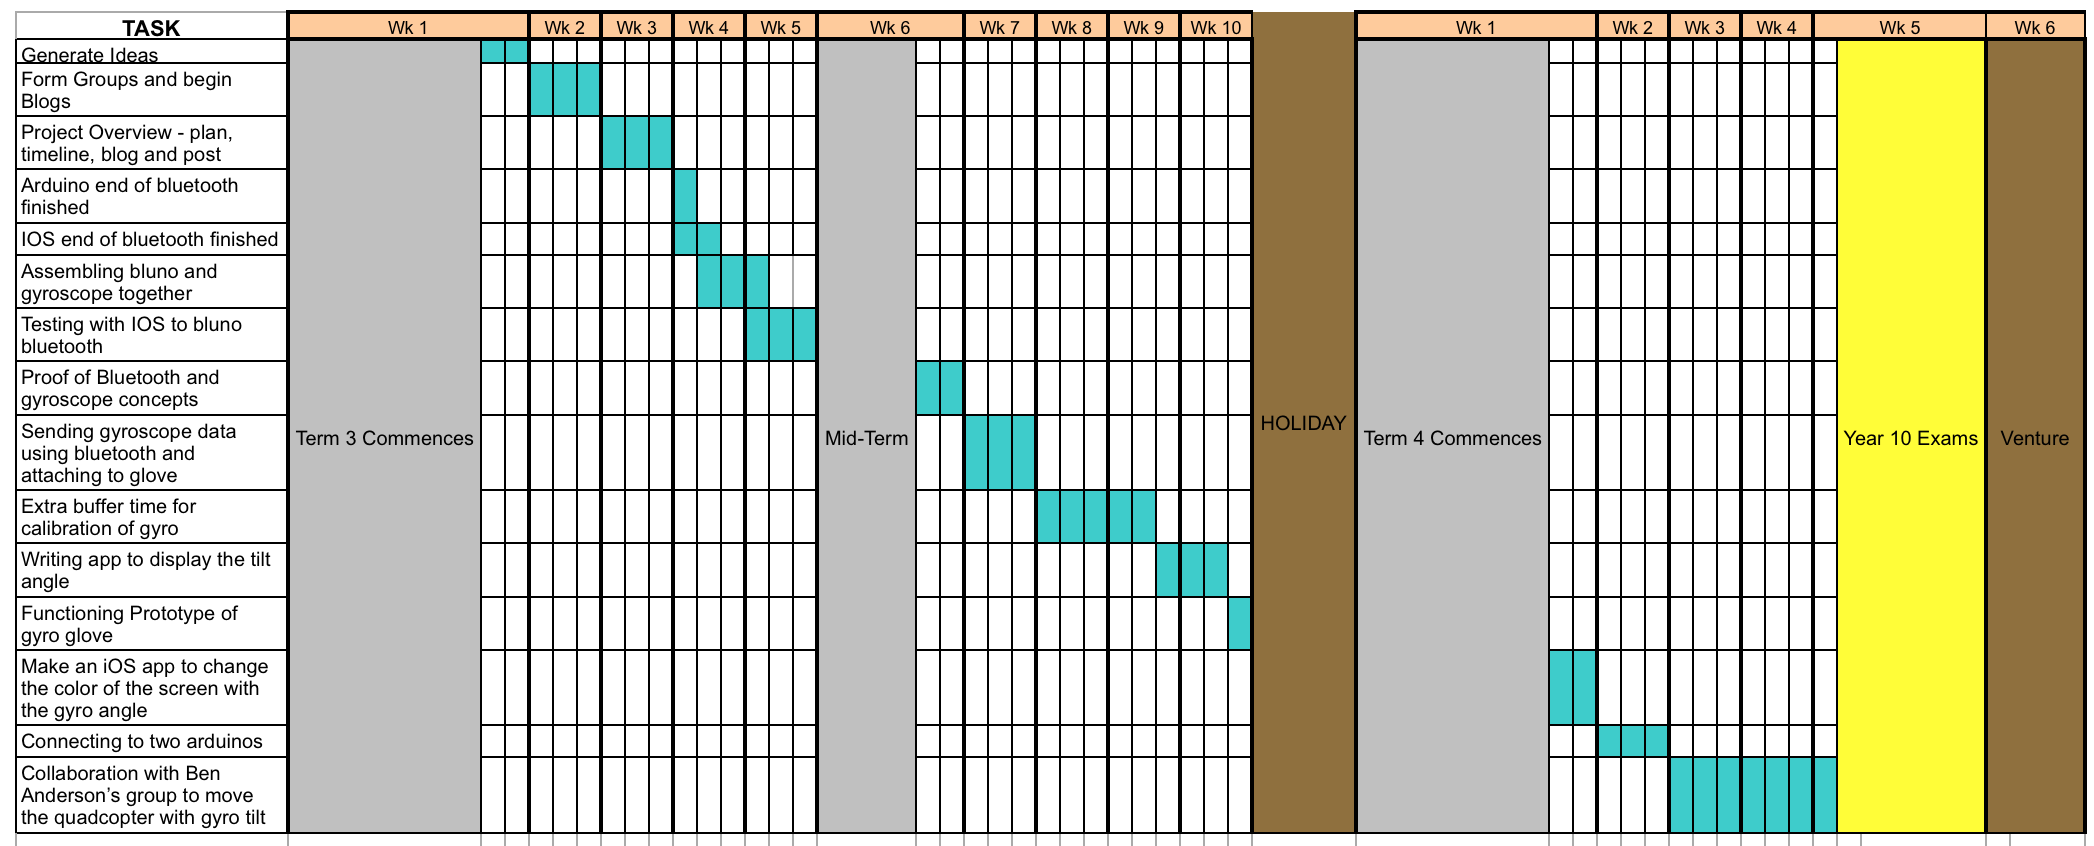 TASK Wk 1 Wk 2 Wk 3 Wk 4 Wk 5 Wk 6 Wk 7 Wk 8 Wk 9 Wk 10 Wk 1 Wk 2 Wk 3 Wk 4 Wk 5 Wk 6
Generate Ideas
Form Groups and begin
Blogs
Project Overview - plan,
timeline, blog and post
Arduino end of bluetooth
finished
IOS end of bluetooth finished
Assembling bluno and
gyroscope together
Testing with IOS to bluno
bluetooth
Proof of Bluetooth and
gyroscope concepts
Sending gyroscope data
using bluetooth and
attaching to glove
Extra buffer time for
calibration of gyro
Writing app to display the tilt
angle
Functioning Prototype of
gyro glove
Make an iOS app to change
the color of the screen with
the gyro angle
Connecting to two arduinos
Collaboration with Ben
Anderson's group to move
the quadcopter with gyro tilt
Term 3 Commences
Mid-Term
HOLIDAY
Term 4 Commences
Year 10 Exams
Venture